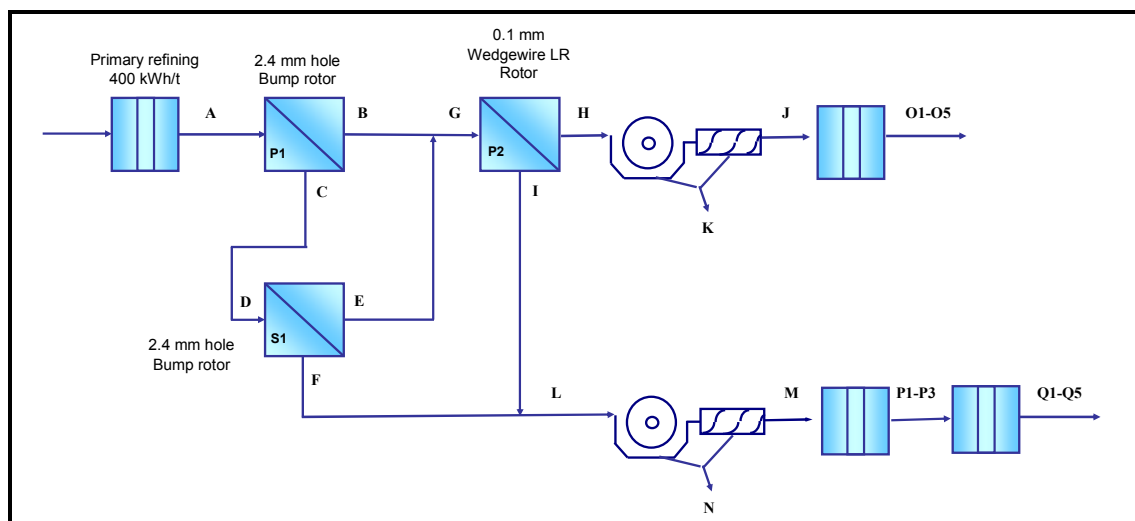 Primary refining
400 kWh/t
2.4 mm hole
Bump rotor
0.1 mm
Wedgewire LR
Rotor
A
B
G
H
J
O1-O5
P1
P2
C
I
K
D
E
S1
2.4 mm hole
Bump rotor
F
L
M
P1-P3
Q1-Q5
N